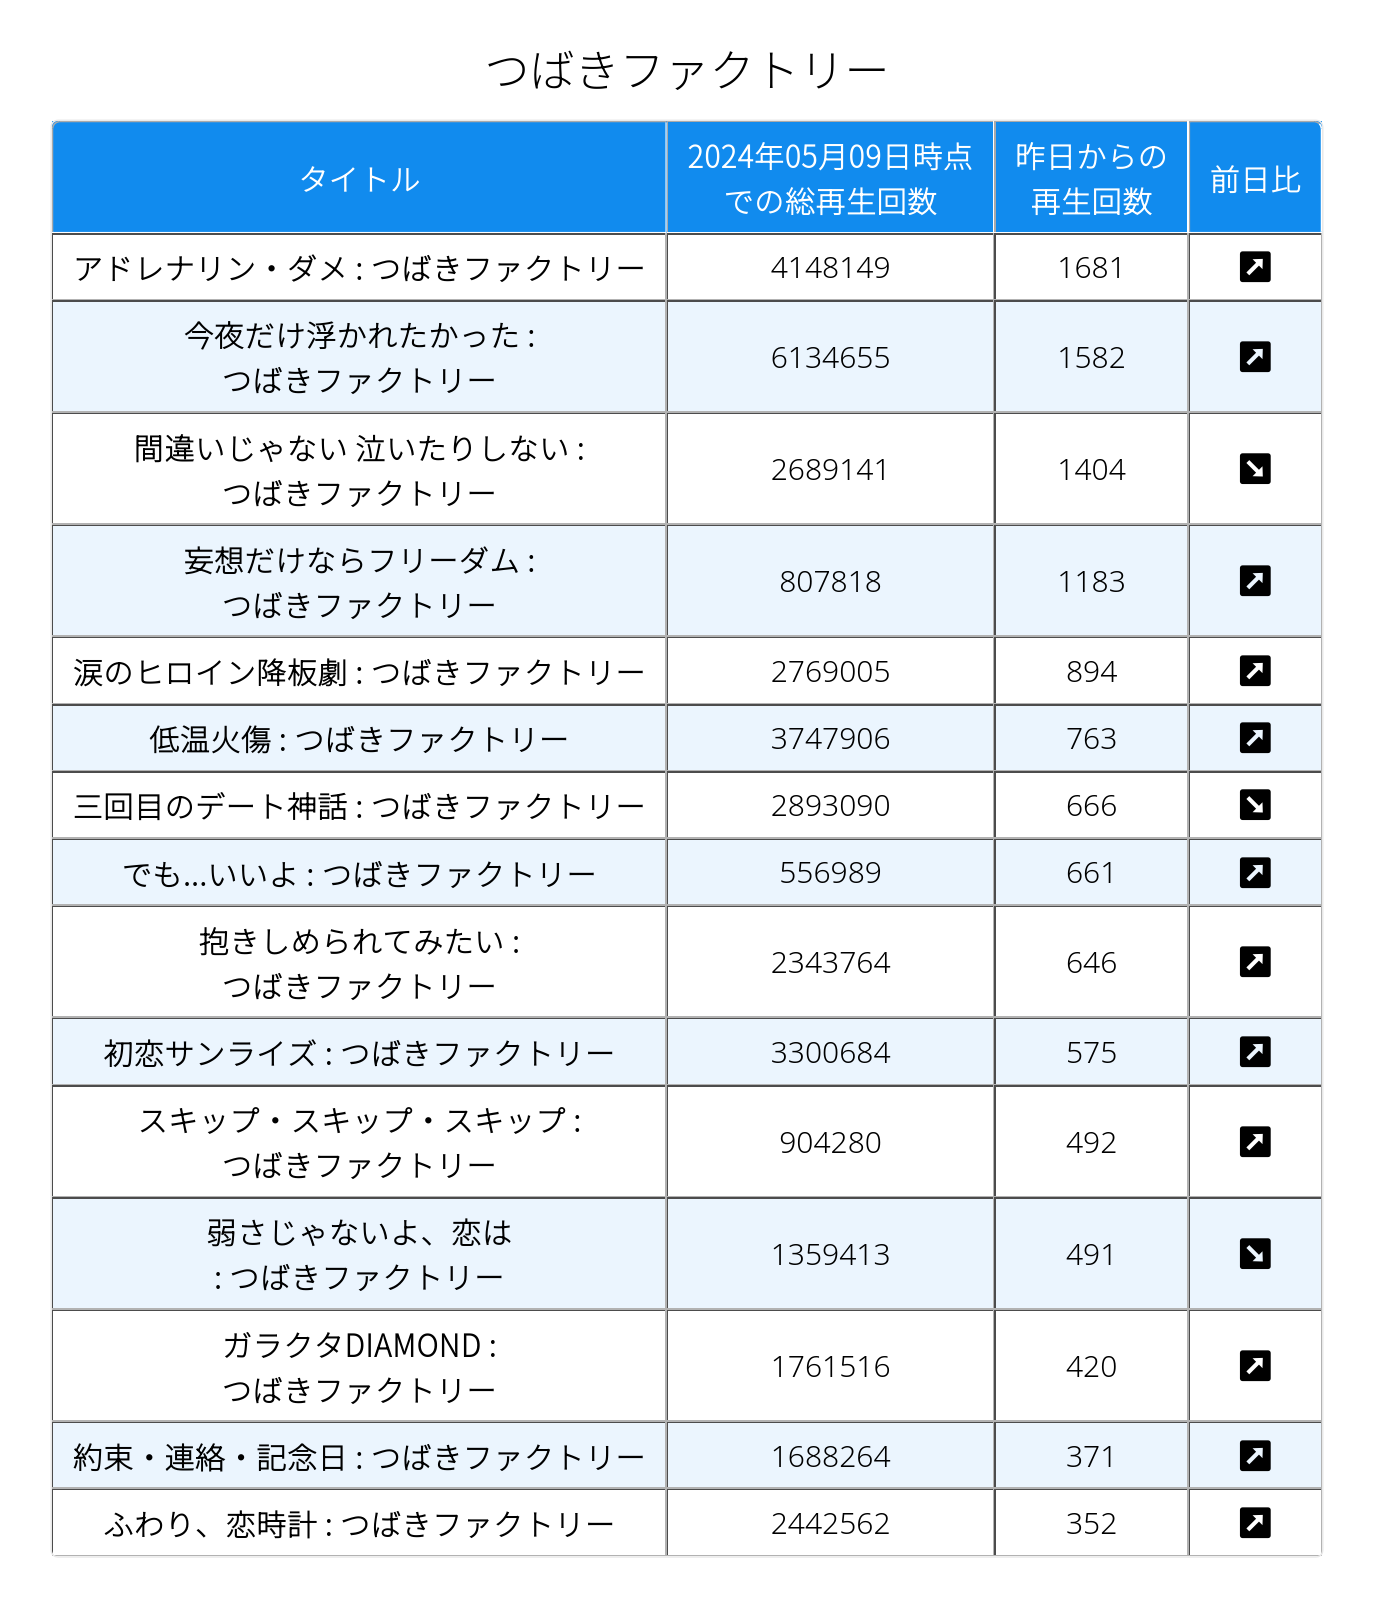 つばきファクトリー
タイトル
2024年05月09日時点
での総再生回数
昨日からの
再生回数
前日比
アドレナリン・ダメ : つばきファクトリー
4148149
1681
今夜だけ浮かれたかった :
つばきファクトリー
6134655
1582
間違いじゃない 泣いたりしない :
つばきファクトリー
2689141
1404
妄想だけならフリーダム :
つばきファクトリー
807818
1183
涙のヒロイン降板劇 : つばきファクトリー
2769005
894
低温火傷 : つばきファクトリー
3747906
763
三回目のデート神話 : つばきファクトリー
2893090
666
でも...いいよ : つばきファクトリー
556989
661
抱きしめられてみたい :
つばきファクトリー
2343764
646
初恋サンライズ : つばきファクトリー
3300684
575
スキップ・スキップ・スキップ :
つばきファクトリー
904280
492
弱さじゃないよ、恋は
: つばきファクトリー
1359413
491
ガラクタDIAMOND :
つばきファクトリー
1761516
420
約束・連絡・記念日 : つばきファクトリー
1688264
371
ふわり、恋時計 : つばきファクトリー
2442562
352